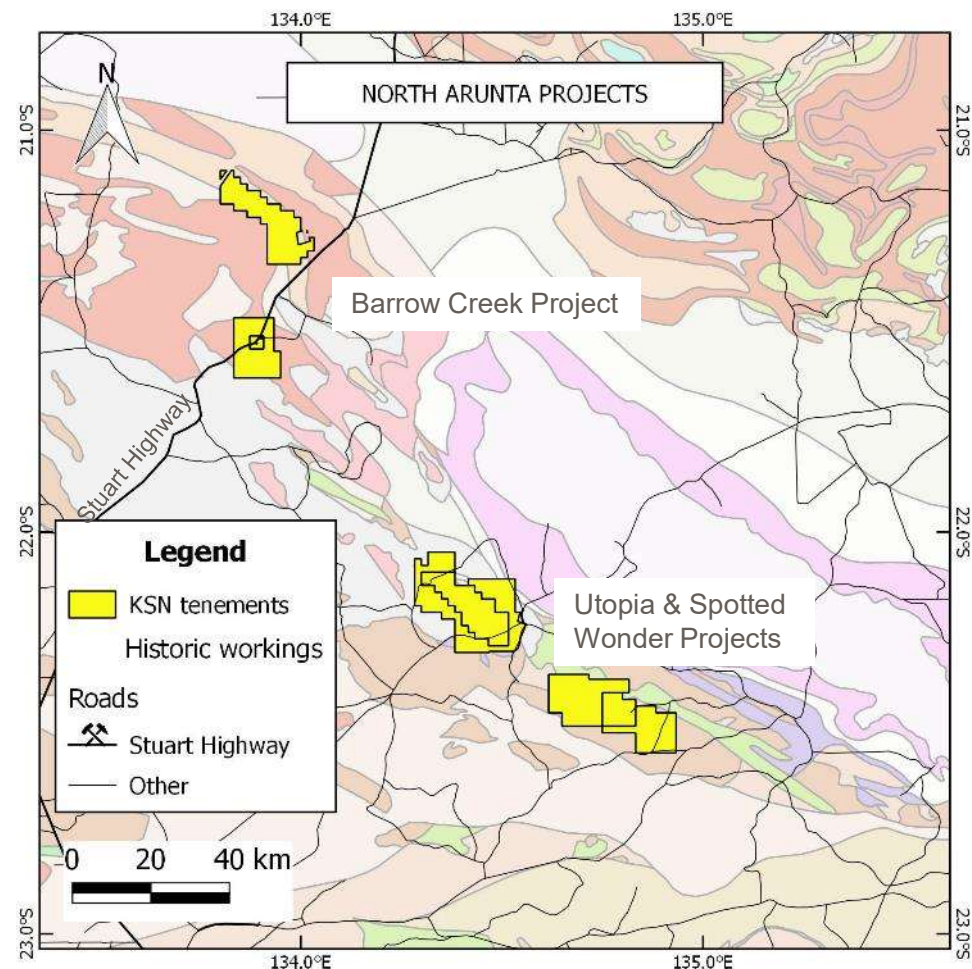 134.0°E
135.0°E
N
NORTH ARUNTA PROJECTS
21.0°S
21.0°S
Barrow Creek Project
Stuart Highway
22.0°S
22.0°S
Legend
KSN tenements
Historic workings
Roads
Stuart Highway
Other
Utopia & Spotted
Wonder Projects
0 20 40 km
23.0°S
23.0°S
134.0°E
135.0°E